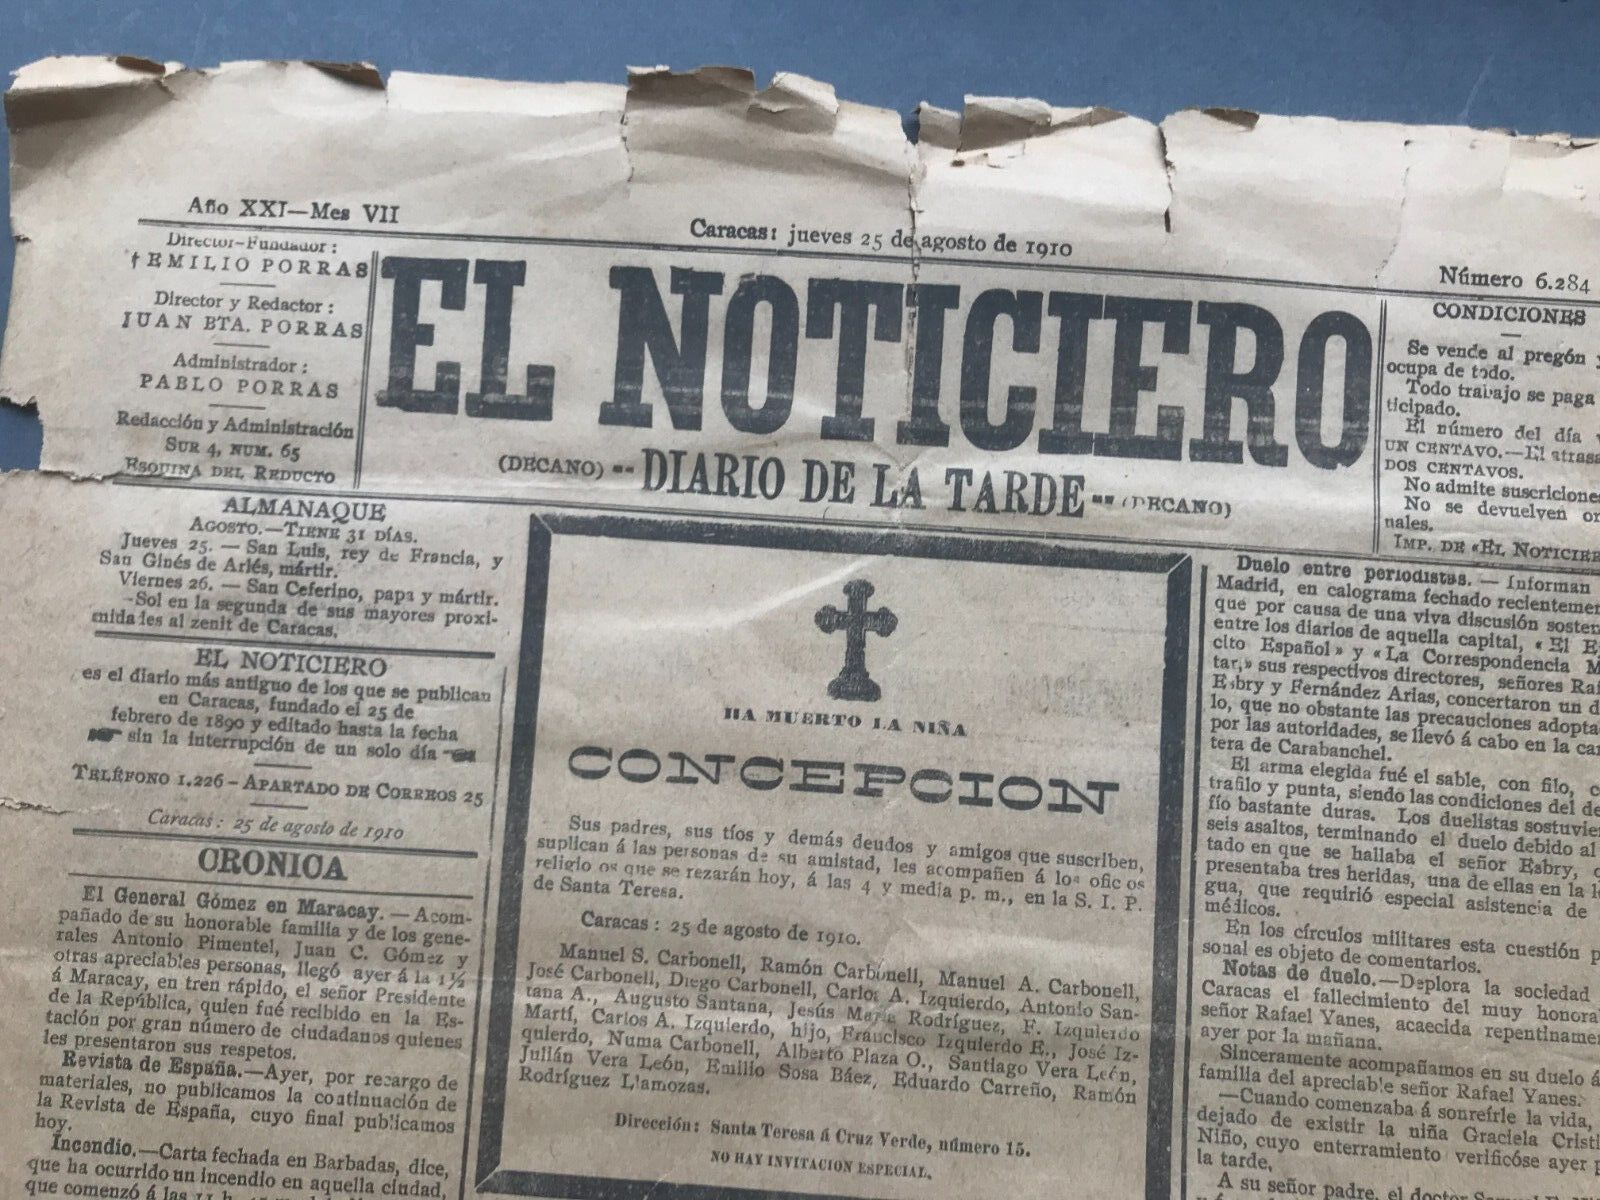 Año XXI—Mes VII
Caracas: jueves 25 de agosto de 1910
Número 6.284
Director-Fundador:
† EMILIO PORRAS
Director y Redactor:
JUAN BTA. PORRAS
Administrador:
PABLO PORRAS
Redacción y Administración
SUR 4, NUM. 65
ESQUINA DEL REDUCTO
EL NOTICIERO
(DECANO) -- DIARIO DE LA TARDE -- (DECANO)
CONDICIONES
Se vende al pregón y
ocupa de todo.
Todo trabajo se paga
ticipado.
El número del día
UN CENTAVO.—El atrasa
DOS CENTAVOS.
No admite suscriciones
No se devuelven
nales.
IMP. DE «EL NOTICIER
ALMANAQUE
AGOSTO.—TIENE 31 DÍAS.
Jueves 25. — San Luis, rey de Francia, y
San Ginés de Arlés, mártir.
Viernes 26. — San Ceferino, papa y mártir.
-Sol en la segunda de sus mayores proxi-
mida les al zenit de Caracas,
EL NOTICIERO
es el diario más antiguo de los que se publican
en Caracas, fundado el 25 de
febrero de 1890 y editado hasta la fecha
sin la interrupción de un solo día
TELÉFONO 1.226 - APARTADO DE CORREOS 25
Caracas: 25 de agosto de 1910
CRONICA
El General Gómez en Maracay. — Acom-
pañado de su honorable familia y de los gene-
rales Antonio Pimentel, Juan C. Gómez y
otras apreciables personas, llegó ayer á la 1½
á Maracay, en tren rápido, el señor Presidente
de la República, quien fué recibido en la Es-
tación por gran número de ciudadanos quienes
les presentaron sus respetos.
Revista de España.—Ayer, por recargo de
materiales, no publicamos la continuación de
la Revista de España, cuyo final publicamos
hoy.
Incendio.—Carta fechada en Barbadas, dice,
que ha ocurrido un incendio en aquella ciudad,
que comenzó á las 11 h.
HA MUERTO LA NIÑA
CONCEPCION
Sus padres, sus tíos y demás deudos y amigos que suscriben,
suplican á las personas de su amistad, les acompañen á los ofic os
religio os que se rezarán hoy, á las 4 y media p. m., en la S. I. P.
de Santa Teresa.
Caracas: 25 de agosto de 1910.
Manuel S. Carbonell, Ramón Carbonell, Manuel A. Carbonell,
José Carbonell, Diego Carbonell, Carlos A. Izquierdo, Antonio San-
tana A., Augusto Santana, Jesús María Rodríguez, F. Izquierdo
Martí, Carlos A. Izquierdo, hijo, Francisco Izquierdo E., José Iz-
quierdo, Numa Carbonell, Alberto Plaza O., Santiago Vera León,
Julián Vera León, Emilio Sosa Báez, Eduardo Carreño, Ramón
Rodríguez Llamozas.
Dirección: Santa Teresa á Cruz Verde, número 15.
NO HAY INVITACION ESPECIAL.
Duelo entre periodistas. — Informan
Madrid, en calograma fechado recientemen
que por causa de una viva discusión sosten
entre los diarios de aquella capital, «El E
cito Español» y «La Correspondencia M
tar,» sus respectivos directores, señores Raf
Esbry y Fernández Arias, concertaron un d
lo, que no obstante las precauciones adopta
por las autoridades, se llevó á cabo en la ca
tera de Carabanchel.
El arma elegida fué el sable, con filo, c
trafilo y punta, siendo las condiciones del de
fío bastante duras. Los duelistas sostuvie
seis asaltos, terminando el duelo debido al
tado en que se hallaba el señor Esbry,
presentaba tres heridas, una de ellas en la
gua, que requirió especial asistencia de
médicos.
En los círculos militares esta cuestión p
sonal es objeto de comentarios.
Notas de duelo.—Deplora la sociedad
Caracas el fallecimiento del muy honora
señor Rafael Yanes, acaecida repentiname
ayer por la mañana.
Sinceramente acompañamos en su duelo á
familia del apreciable señor Rafael Yanes.
—Cuando comenzaba á sonreírle la vida,
dejado de existir la niña Graciela Cristi
Niño, cuyo enterramiento verificóse ayer p
la tarde,
A su señor padre, el doctor